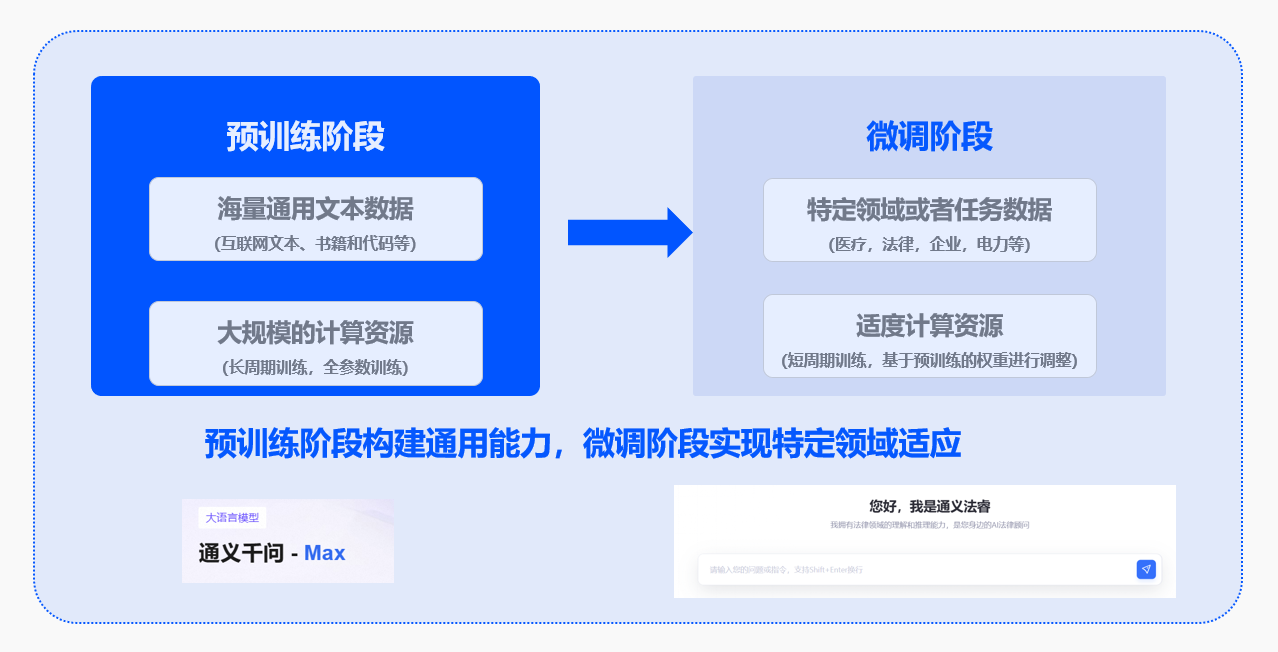 预训练阶段
海量通用文本数据
(互联网文本、书籍和代码等)
大规模的计算资源
(长周期训练，全参数训练)
微调阶段
特定领域或者任务数据
(医疗，法律，企业，电力等)
适度计算资源
(短周期训练，基于预训练的权重进行调整)
预训练阶段构建通用能力，微调阶段实现特定领域适应
大语言模型
通义千问 - Max
您好，我是通义法睿
我拥有法律领域的理解和推理能力，是您身边的AI法律顾问
请输入您的问题或指令，支持Shift+Enter换行